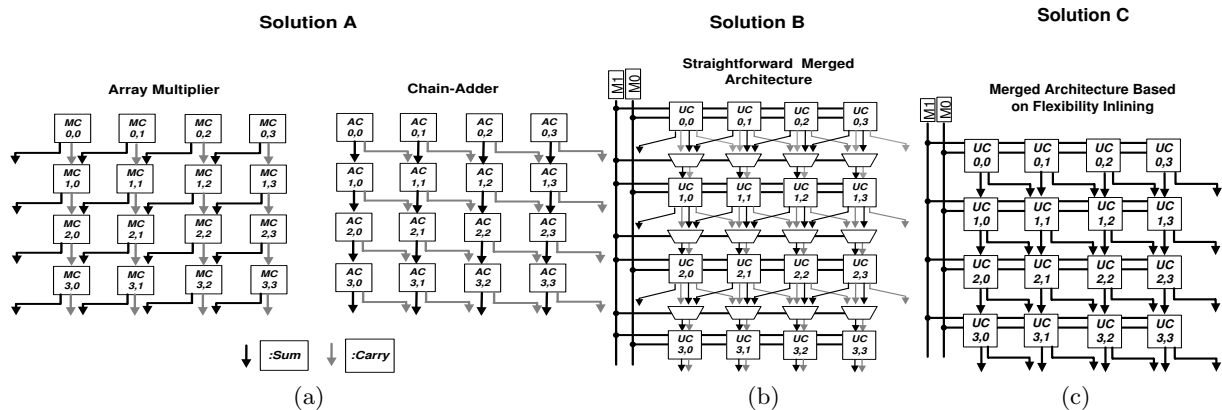 Solution A
Array Multiplier
Chain-Adder
MC 0,0
MC 0,1
MC 0,2
MC 0,3
AC 0,0
AC 0,1
AC 0,2
AC 0,3
MC 1,0
MC 1,1
MC 1,2
MC 1,3
AC 1,0
AC 1,1
AC 1,2
AC 1,3
MC 2,0
MC 2,1
MC 2,2
MC 2,3
AC 2,0
AC 2,1
AC 2,2
AC 2,3
MC 3,0
MC 3,1
MC 3,2
MC 3,3
AC 3,0
AC 3,1
AC 3,2
AC 3,3
:Sum
:Carry
(a)
Solution B
Straightforward Merged
Architecture
M1
M0
UC 0,0
UC 0,1
UC 0,2
UC 0,3
UC 1,0
UC 1,1
UC 1,2
UC 1,3
UC 2,0
UC 2,1
UC 2,2
UC 2,3
UC 3,0
UC 3,1
UC 3,2
UC 3,3
(b)
Solution C
Merged Architecture Based
on Flexibility Inlining
M1
M0
UC 0,0
UC 0,1
UC 0,2
UC 0,3
UC 1,0
UC 1,1
UC 1,2
UC 1,3
UC 2,0
UC 2,1
UC 2,2
UC 2,3
UC 3,0
UC 3,1
UC 3,2
UC 3,3
(c)